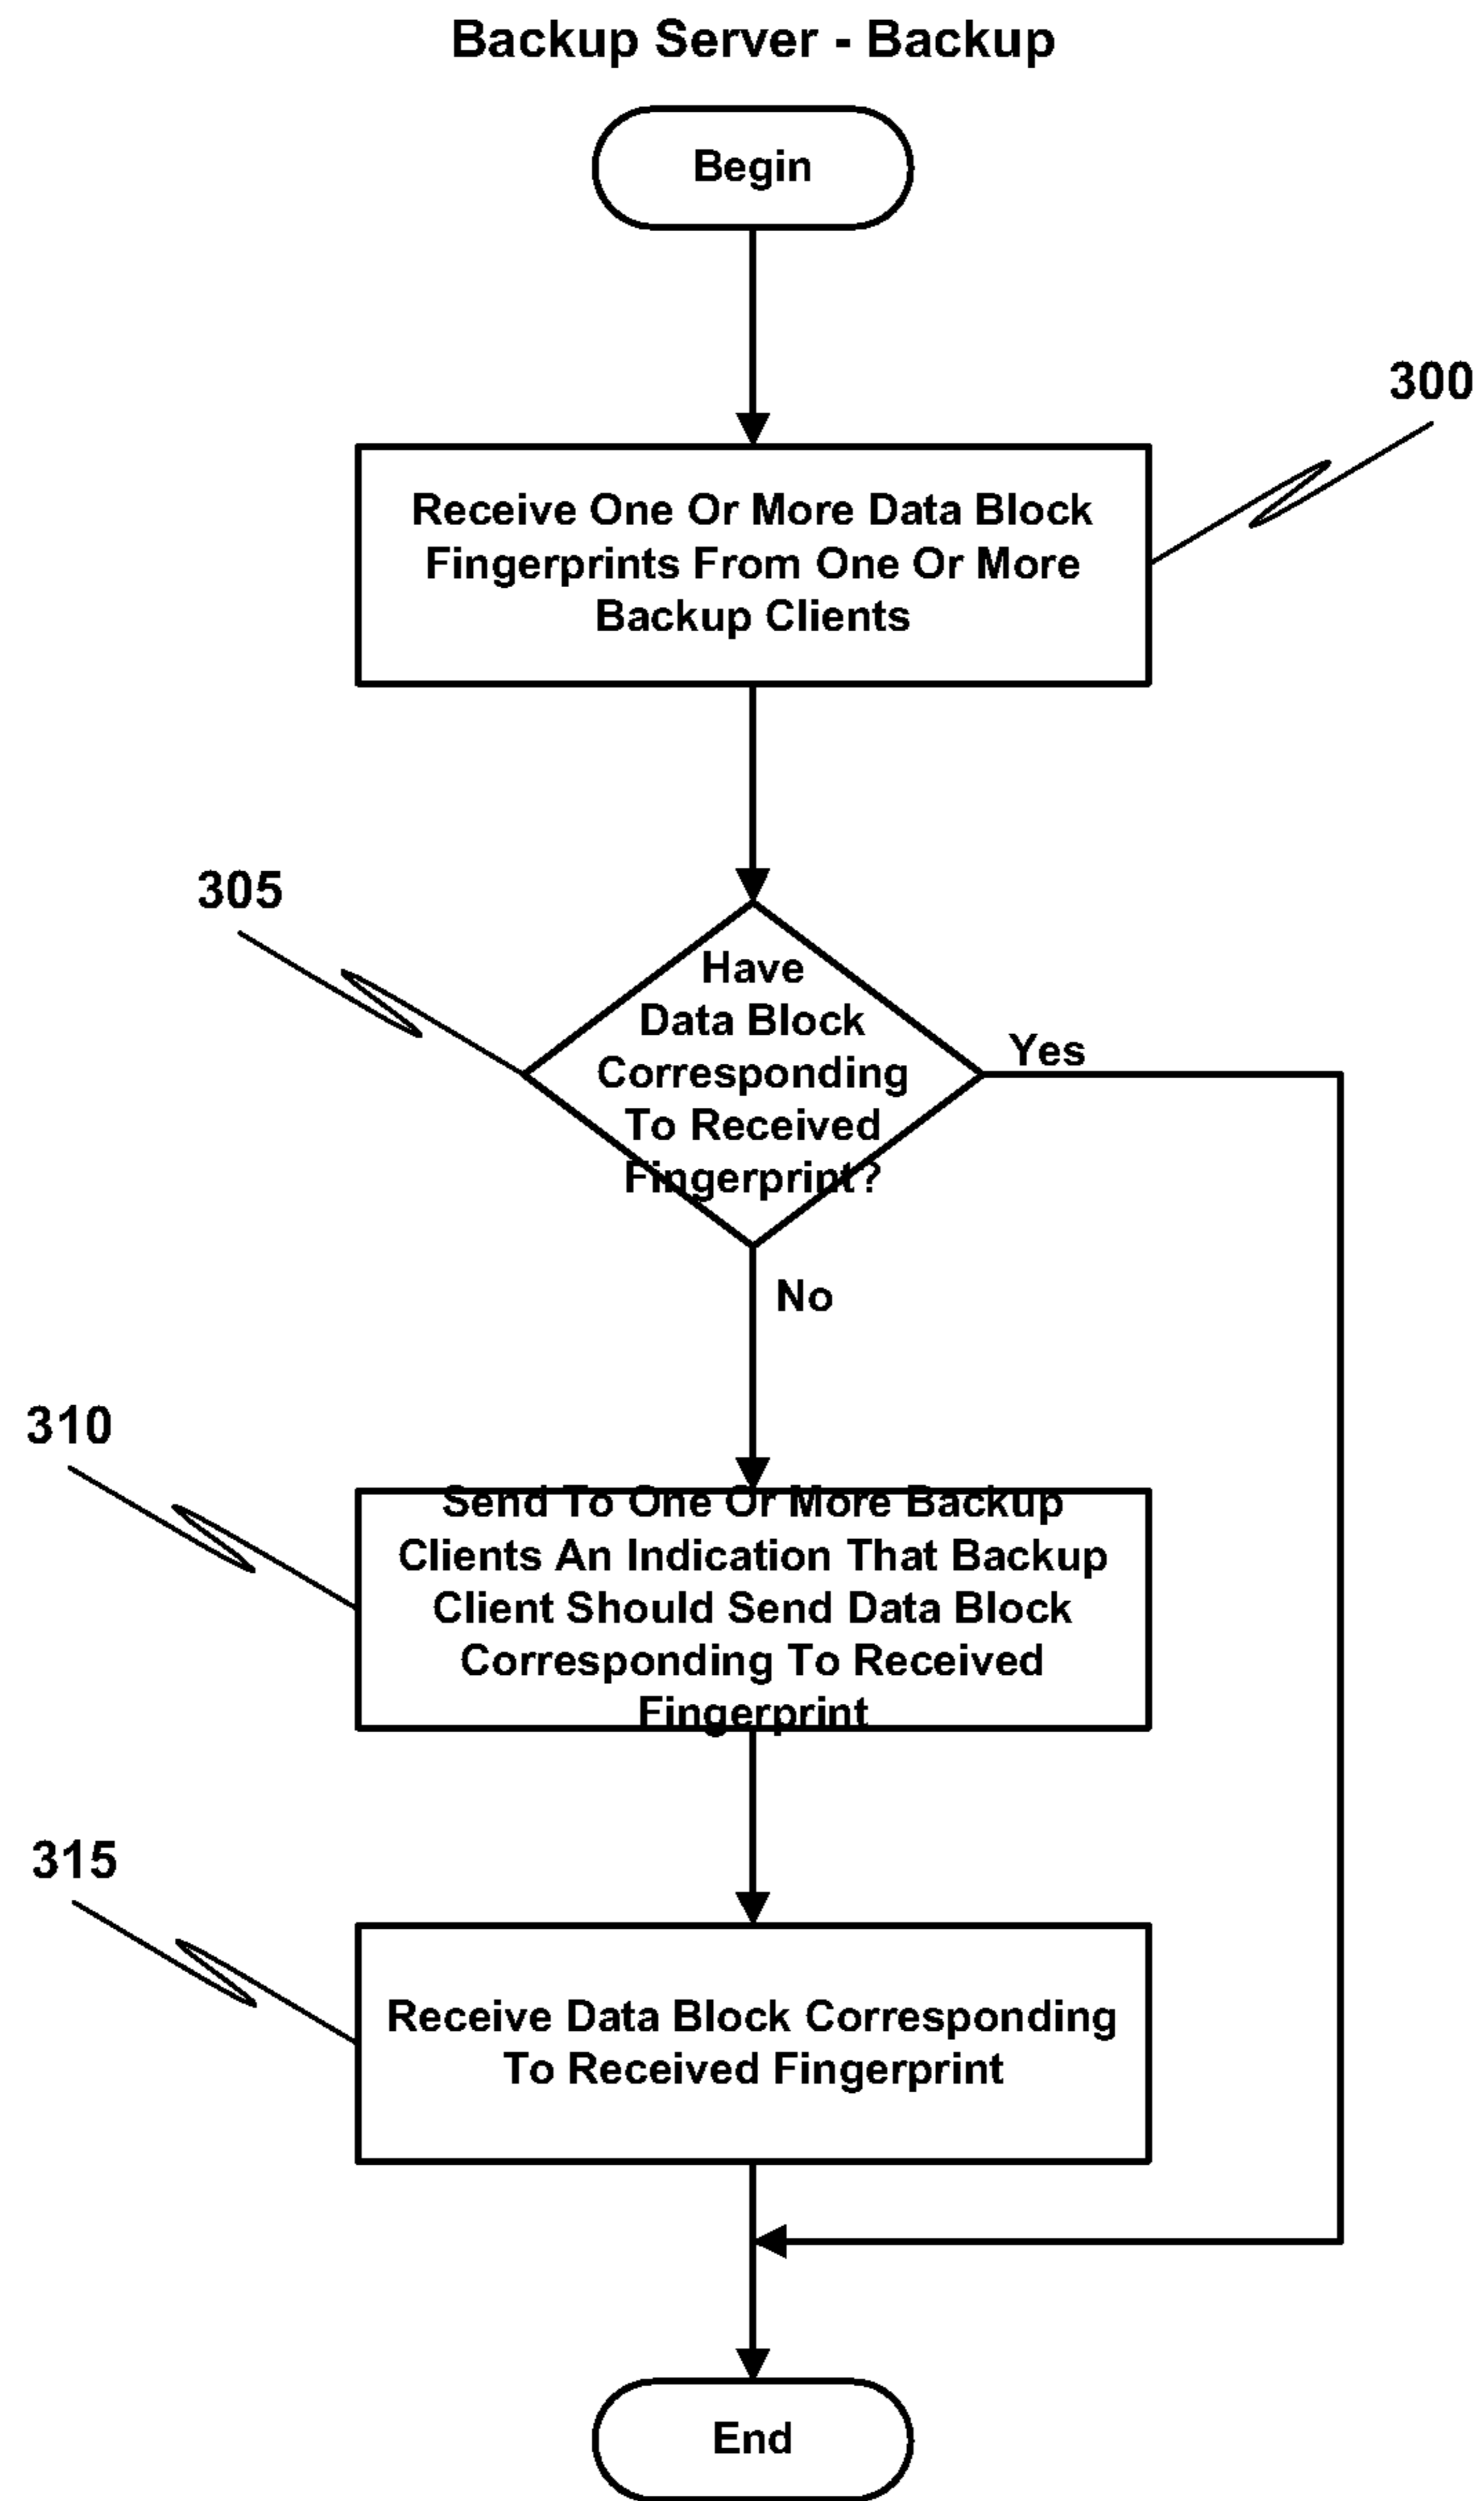 Backup Server - Backup
Begin
300
Receive One Or More Data Block
Fingerprints From One Or More
Backup Clients
305
Have
Data Block
Corresponding
To Received
Fingerprint?
Yes
No
310
Send To One Or More Backup
Clients An Indication That Backup
Client Should Send Data Block
Corresponding To Received
Fingerprint
315
Receive Data Block Corresponding
To Received Fingerprint
End